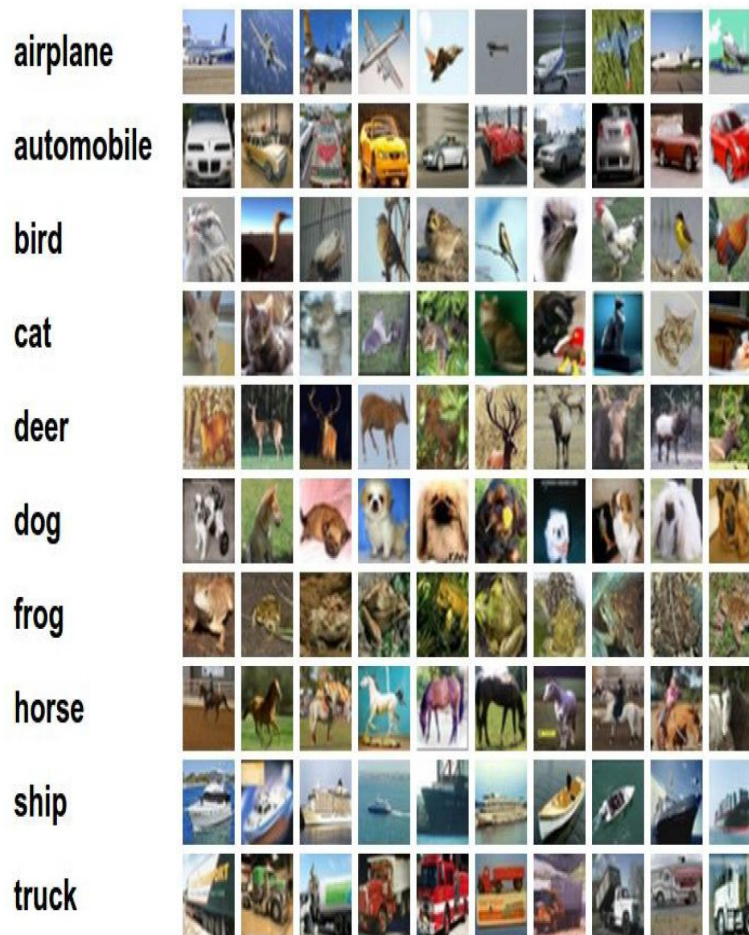 airplane
automobile
bird
cat
deer
dog
frog
horse
ship
truck